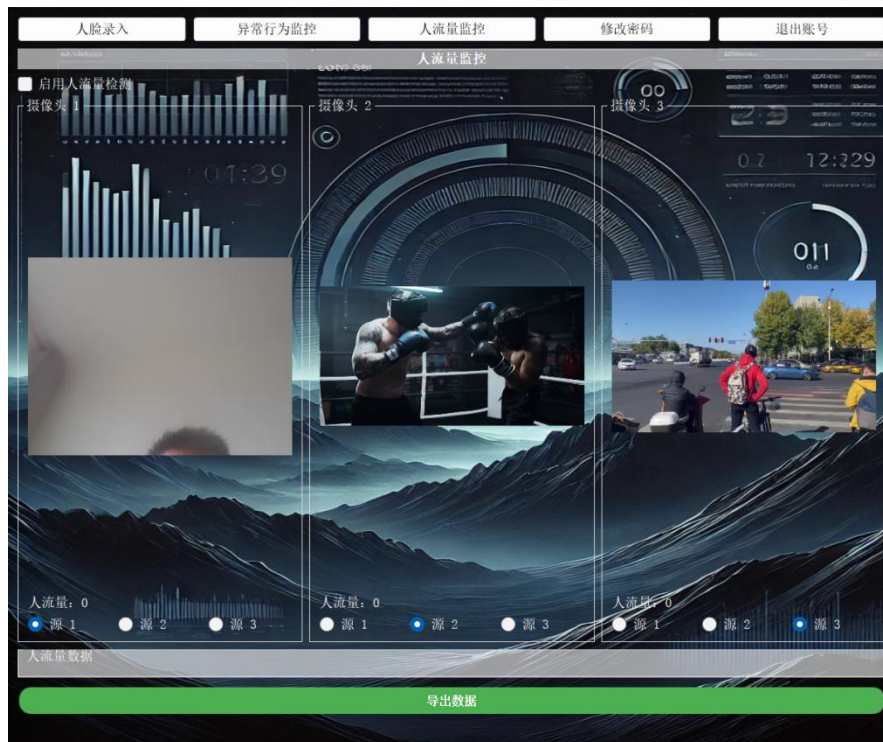 人脸录入
异常行为监控
人流量监控
修改密码
退出账号
人流量监控
启用人流量检测
摄像头 1
摄像头 2
摄像头 3
01:39
12:229
011
人流量: 0
人流量: 0
人流量: 0
源 1
源 2
源 3
源 1
源 2
源 3
源 1
源 2
源 3
人流量数据
导出数据